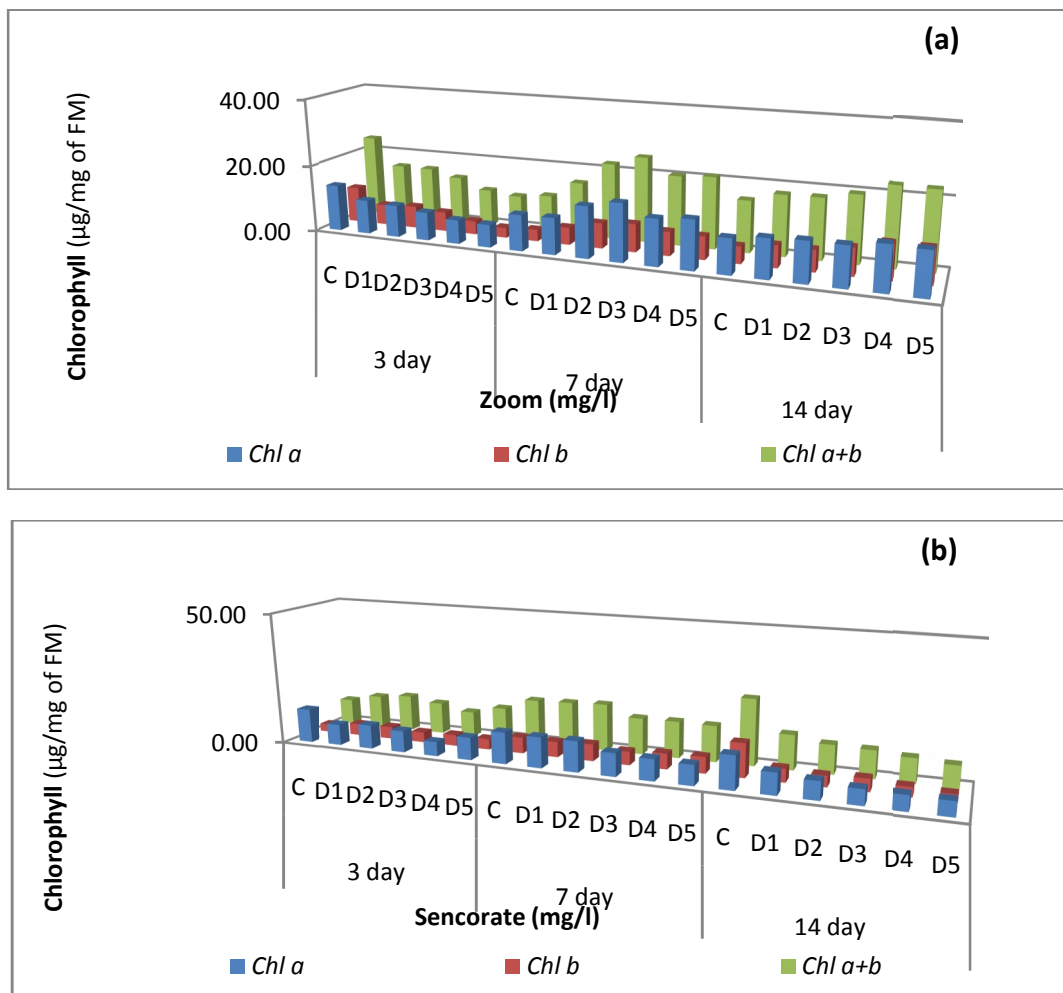 (a)
Chlorophyll (µg/mg of FM)
40.00
20.00
0.00
C D1 D2 D3 D4 D5 C D1 D2 D3 D4 D5 C D1 D2 D3 D4 D5
3 day 7 day 14 day
Zoom (mg/l)
Chl a Chl b Chl a+b
(b)
Chlorophyll (µg/mg of FM)
50.00
0.00
C D1 D2 D3 D4 D5 C D1 D2 D3 D4 D5 C D1 D2 D3 D4 D5
3 day 7 day 14 day
Sencorate (mg/l)
Chl a Chl b Chl a+b